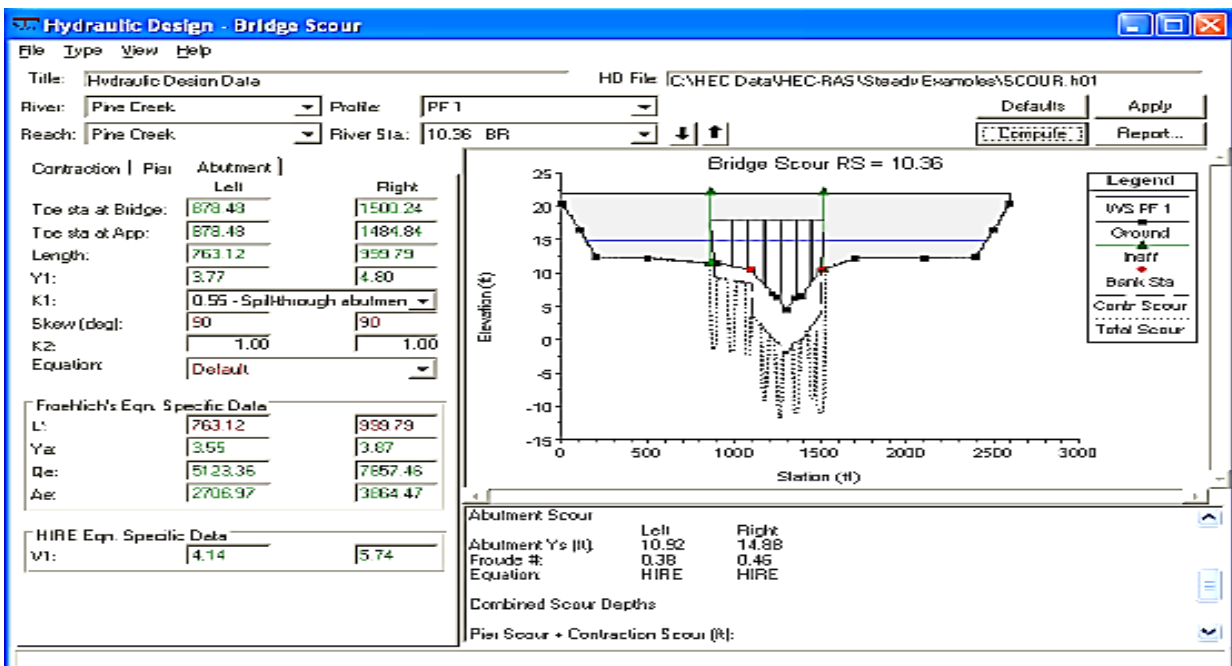 Hydraulic Design - Bridge Scour
File Type View Help
Title: Hydraulic Design Data HD File: C:\HEC Data\HEC-RAS\Steady Examples\SCOUR.h01
River: Pine Creek Profile: PF 1 Defaults Apply
Reach: Pine Creek River Sta.: 10.36 BR Compute Report...
Contraction Pier Abutment
Left Right
Toe sta at Bridge: 878.48 1500.24
Toe sta at App: 878.48 1484.84
Length: 763.12 999.79
Y1: 3.77 4.80
K1: 0.55 - Spill-through abutmen
Skew (deg): 90 90
K2: 1.00 1.00
Equation: Default
Froehlich's Eqn. Specific Data
L': 763.12 999.79
Ya: 3.55 3.87
Qe: 5123.36 7857.46
Ae: 2706.97 3864.47
HIRE Eqn. Specific Data
V1: 4.14 5.74
Bridge Scour RS = 10.36
Elevation (ft)
25
20
15
10
5
0
-5
-10
-15
0 500 1000 1500 2000 2500 3000
Station (ft)
Legend
WS PF 1
Ground
Ineff
Bank Sta
Contr Scour
Total Scour
Abutment Scour
Left Right
Abutment Ys (ft): 10.92 14.88
Froude #: 0.38 0.46
Equation: HIRE HIRE
Combined Scour Depths
Pier Scour + Contraction Scour (ft):